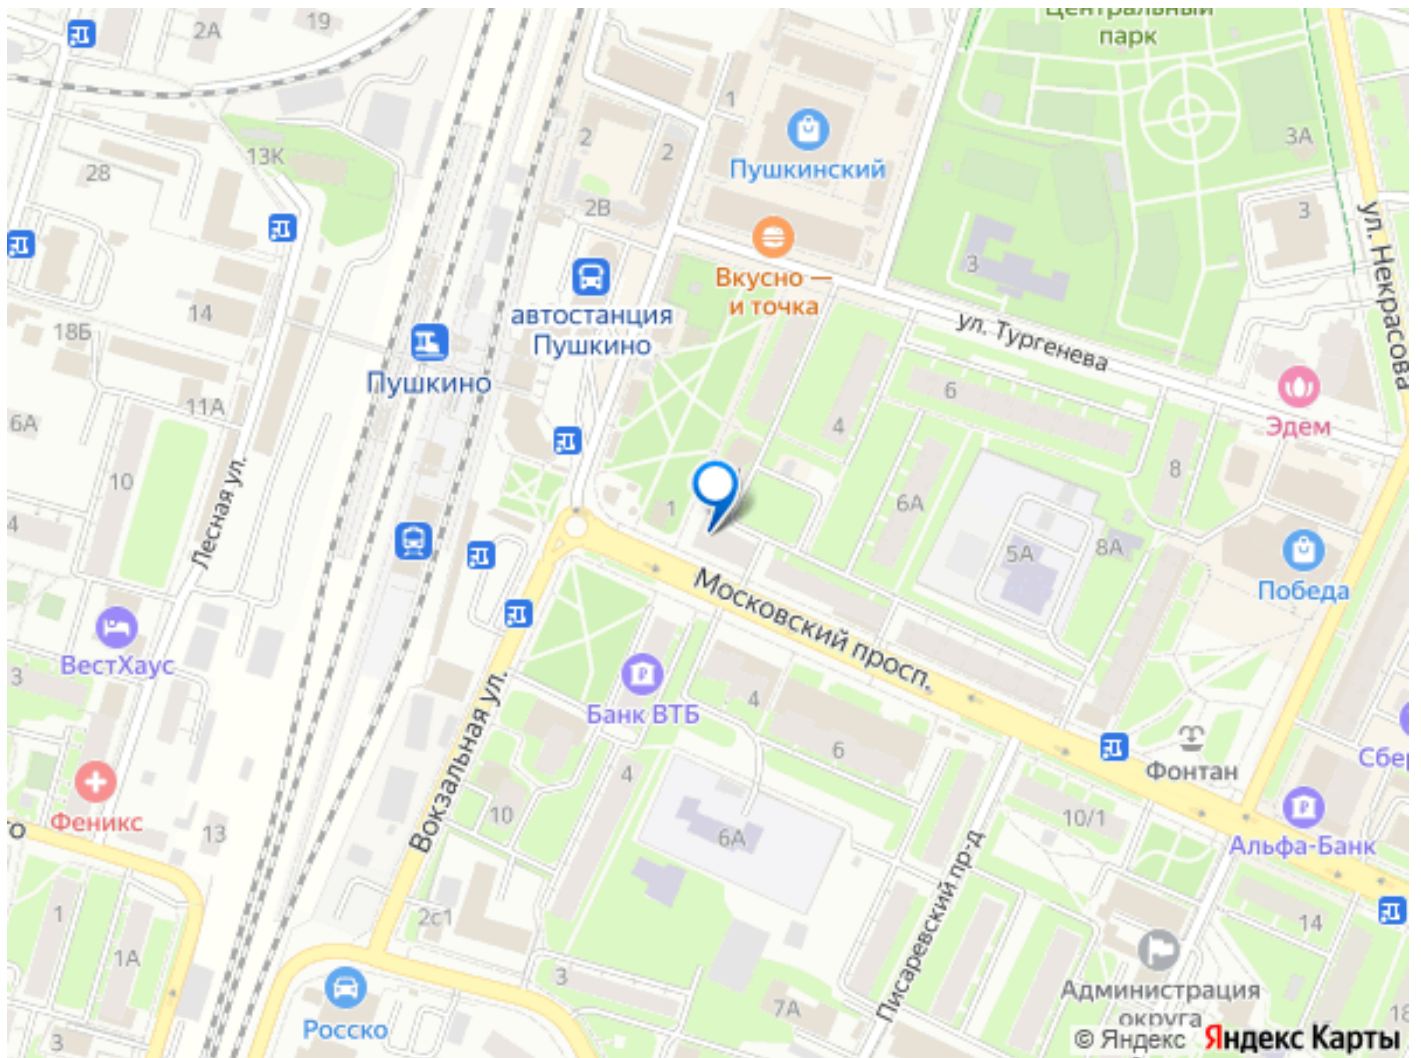 19
2А
Центральный
парк
1
2
2
Пушкинский
3А
13К
28
2В
3
ул. Некрасова
3
Вкусно —
и точка
автостанция
Пушкино
14
18Б
ул. Тургенева
Пушкино
11А
6А
6
4
Эдем
8
10
6А
1
4
Лесная ул.
5А
8А
Победа
Московский просп.
ВестХаус
3
Банк ВТБ
4
6
4
Вокзальная ул.
Фонтан
Сбер
Феникс
13
10
6А
10/1
Альфа-Банк
Писаревский пр-д
1
2с1
14
1А
3
7А
Администрация
округа
Росско
3
© Яндекс Яндекс Карты